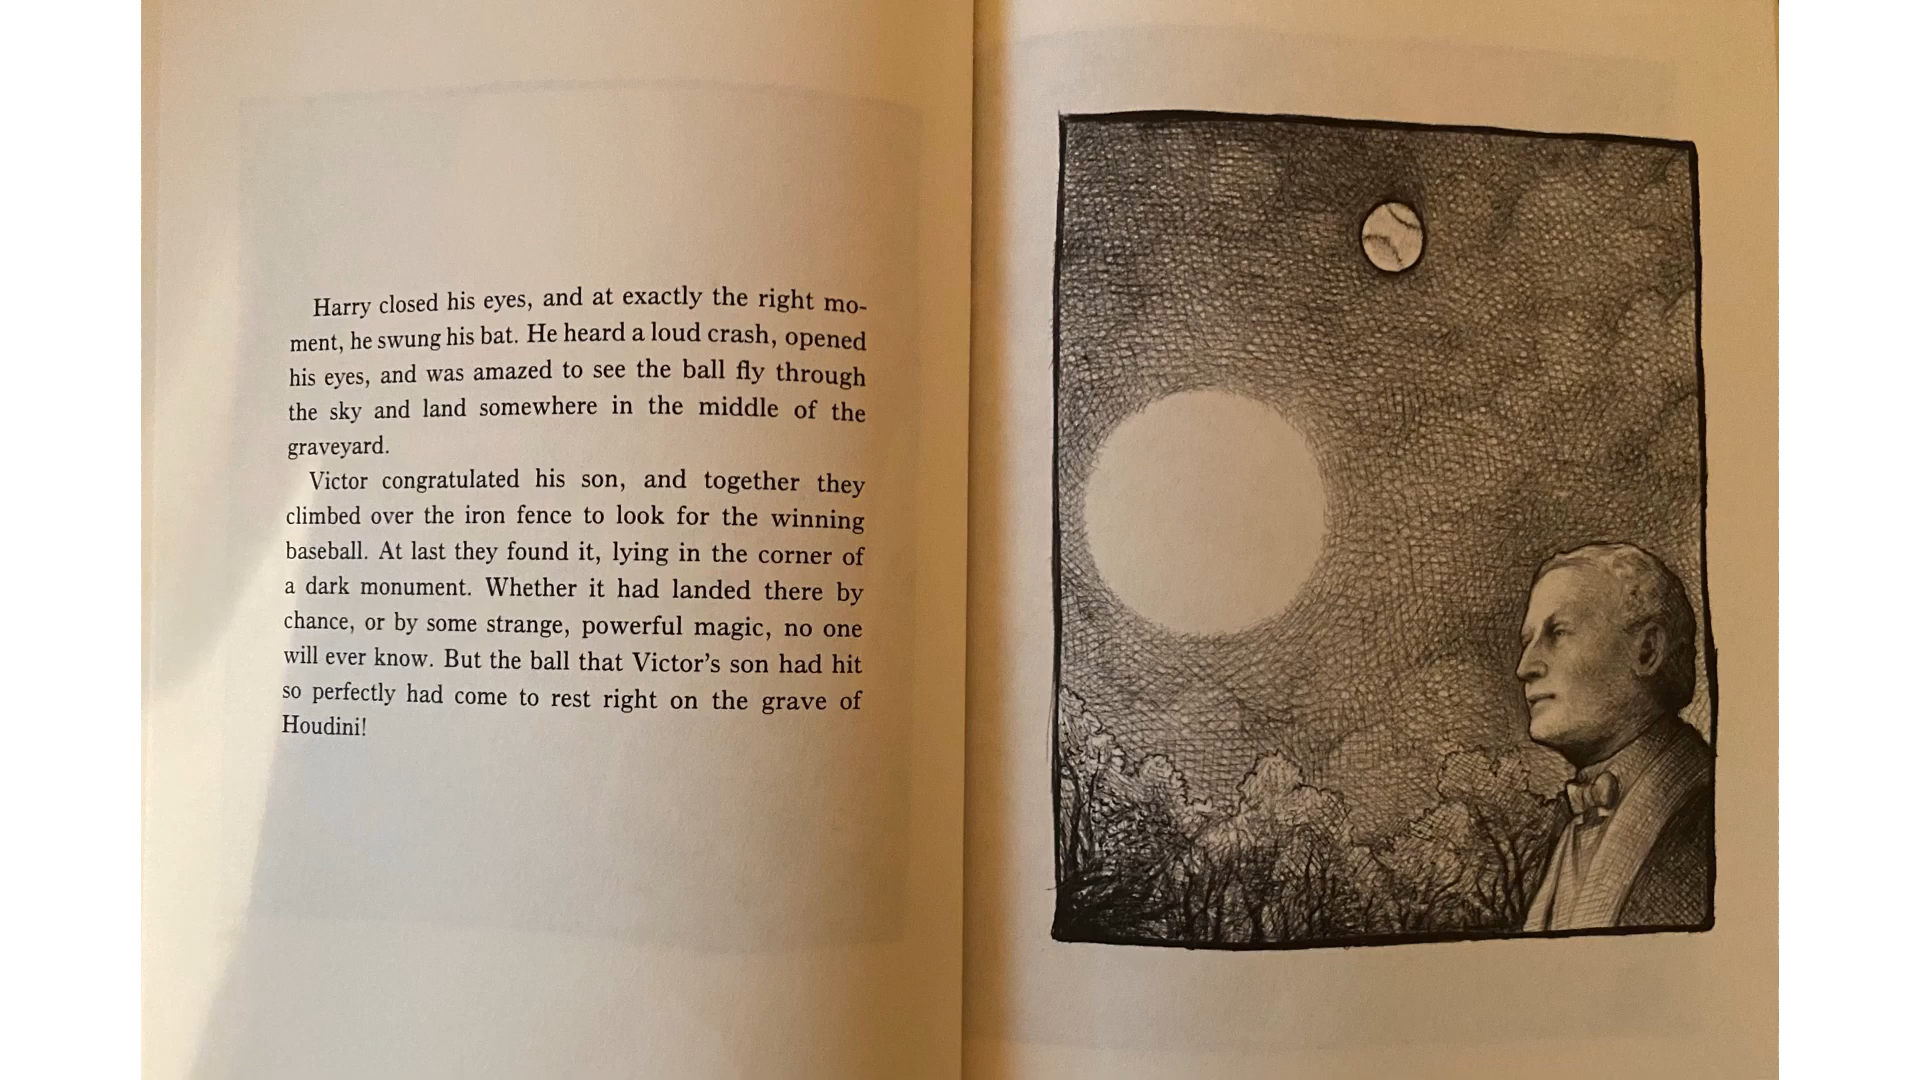 Harry closed his eyes, and at exactly the right mo-
ment, he swung his bat. He heard a loud crash, opened
his eyes, and was amazed to see the ball fly through
the sky and land somewhere in the middle of the
graveyard.
Victor congratulated his son, and together they
climbed over the iron fence to look for the winning
baseball. At last they found it, lying in the corner of
a dark monument. Whether it had landed there by
chance, or by some strange, powerful magic, no one
will ever know. But the ball that Victor's son had hit
so perfectly had come to rest right on the grave of
Houdini!